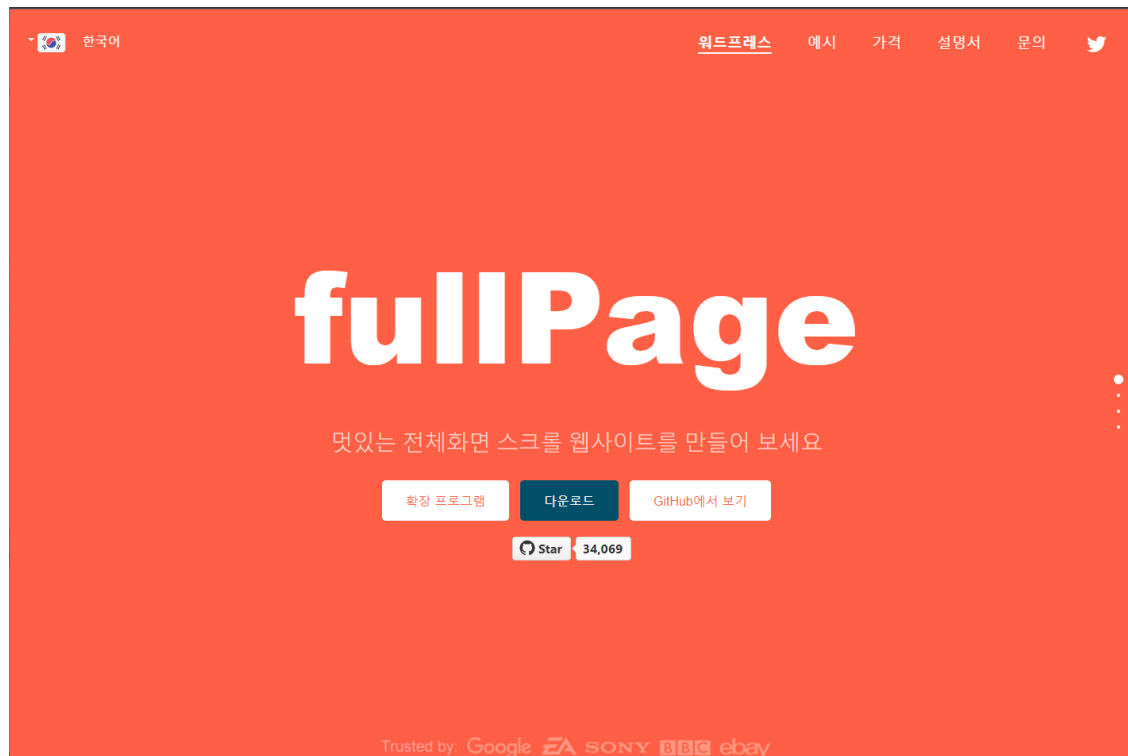 한국어
워드프레스 예시 가격 설명서 문의
fullPage
멋있는 전체화면 스크롤 웹사이트를 만들어 보세요
확장 프로그램 다운로드 GitHub에서 보기
Star 34,069
Trusted by: Google EA SONY BBC ebay